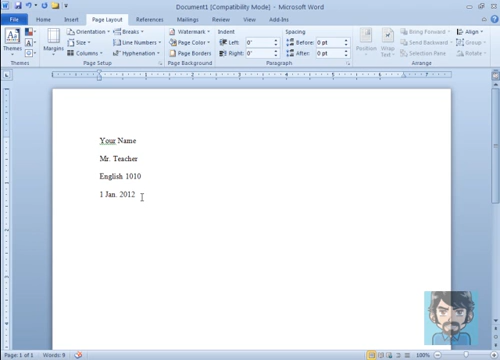 Document1 [Compatibility Mode] - Microsoft Word
File Home Insert Page Layout References Mailings Review View Add-Ins
Themes
Margins
Orientation
Size
Columns
Breaks
Line Numbers
Hyphenation
Watermark
Page Color
Page Borders
Indent
Left: 0"
Right: 0"
Spacing
Before: 0 pt
After: 0 pt
Position
Wrap Text
Bring Forward
Send Backward
Selection Pane
Align
Group
Rotate
Themes Page Setup Page Background Paragraph Arrange
Your Name
Mr. Teacher
English 1010
1 Jan. 2012
Page: 1 of 1 Words: 9 100%